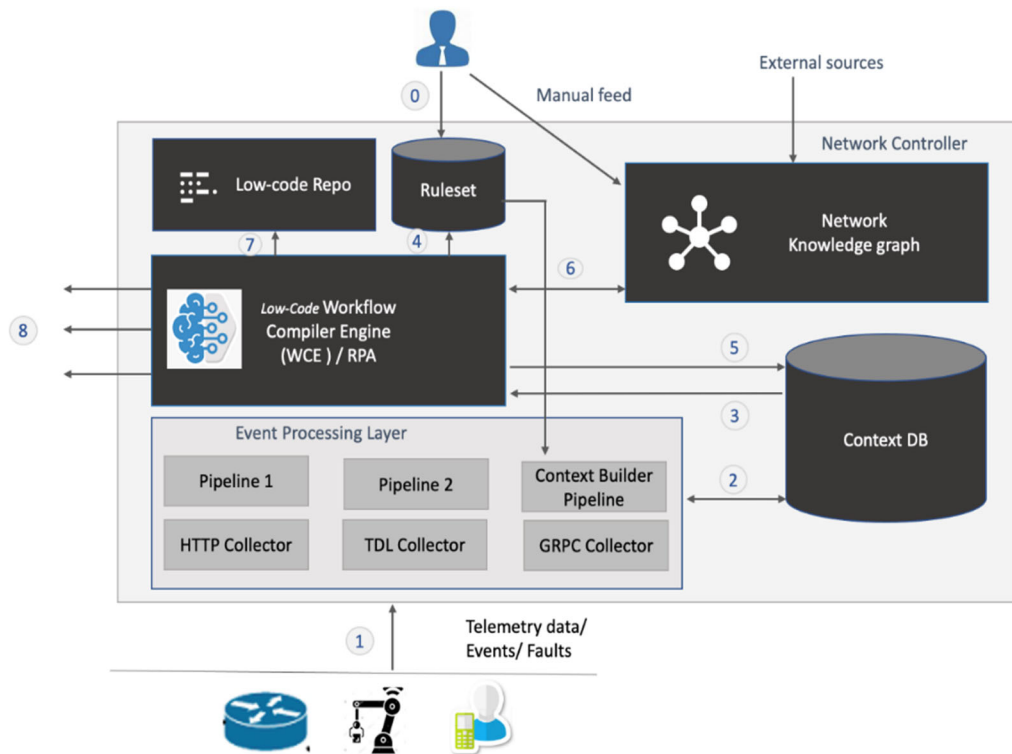 External sources
0
Manual feed
Network Controller
Low-code Repo
Ruleset
Network
Knowledge graph
7
4
6
Low-Code Workflow
Compiler Engine
(WCE ) / RPA
8
5
3
Context DB
Event Processing Layer
Pipeline 1
Pipeline 2
Context Builder
Pipeline
2
HTTP Collector
TDL Collector
GRPC Collector
1
Telemetry data/
Events/ Faults